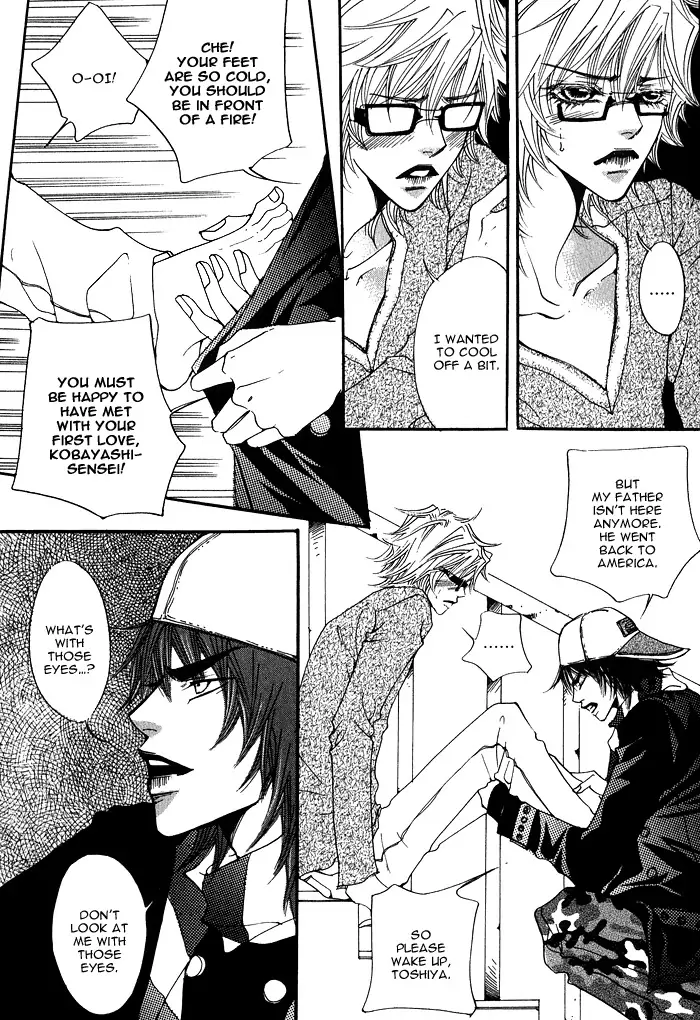 ......
I WANTED
TO COOL
OFF A BIT.
CHE!
YOUR FEET
ARE SO COLD,
YOU SHOULD
BE IN FRONT
OF A FIRE!
O-OI!
YOU MUST
BE HAPPY TO
HAVE MET
WITH YOUR
FIRST LOVE,
KOBAYASHI-
SENSEI!
BUT
MY FATHER
ISN'T HERE
ANYMORE.
HE WENT
BACK TO
AMERICA.
......
SO
PLEASE
WAKE UP,
TOSHIYA.
WHAT'S
WITH
THOSE
EYES...?
DON'T
LOOK AT
ME WITH
THOSE
EYES.